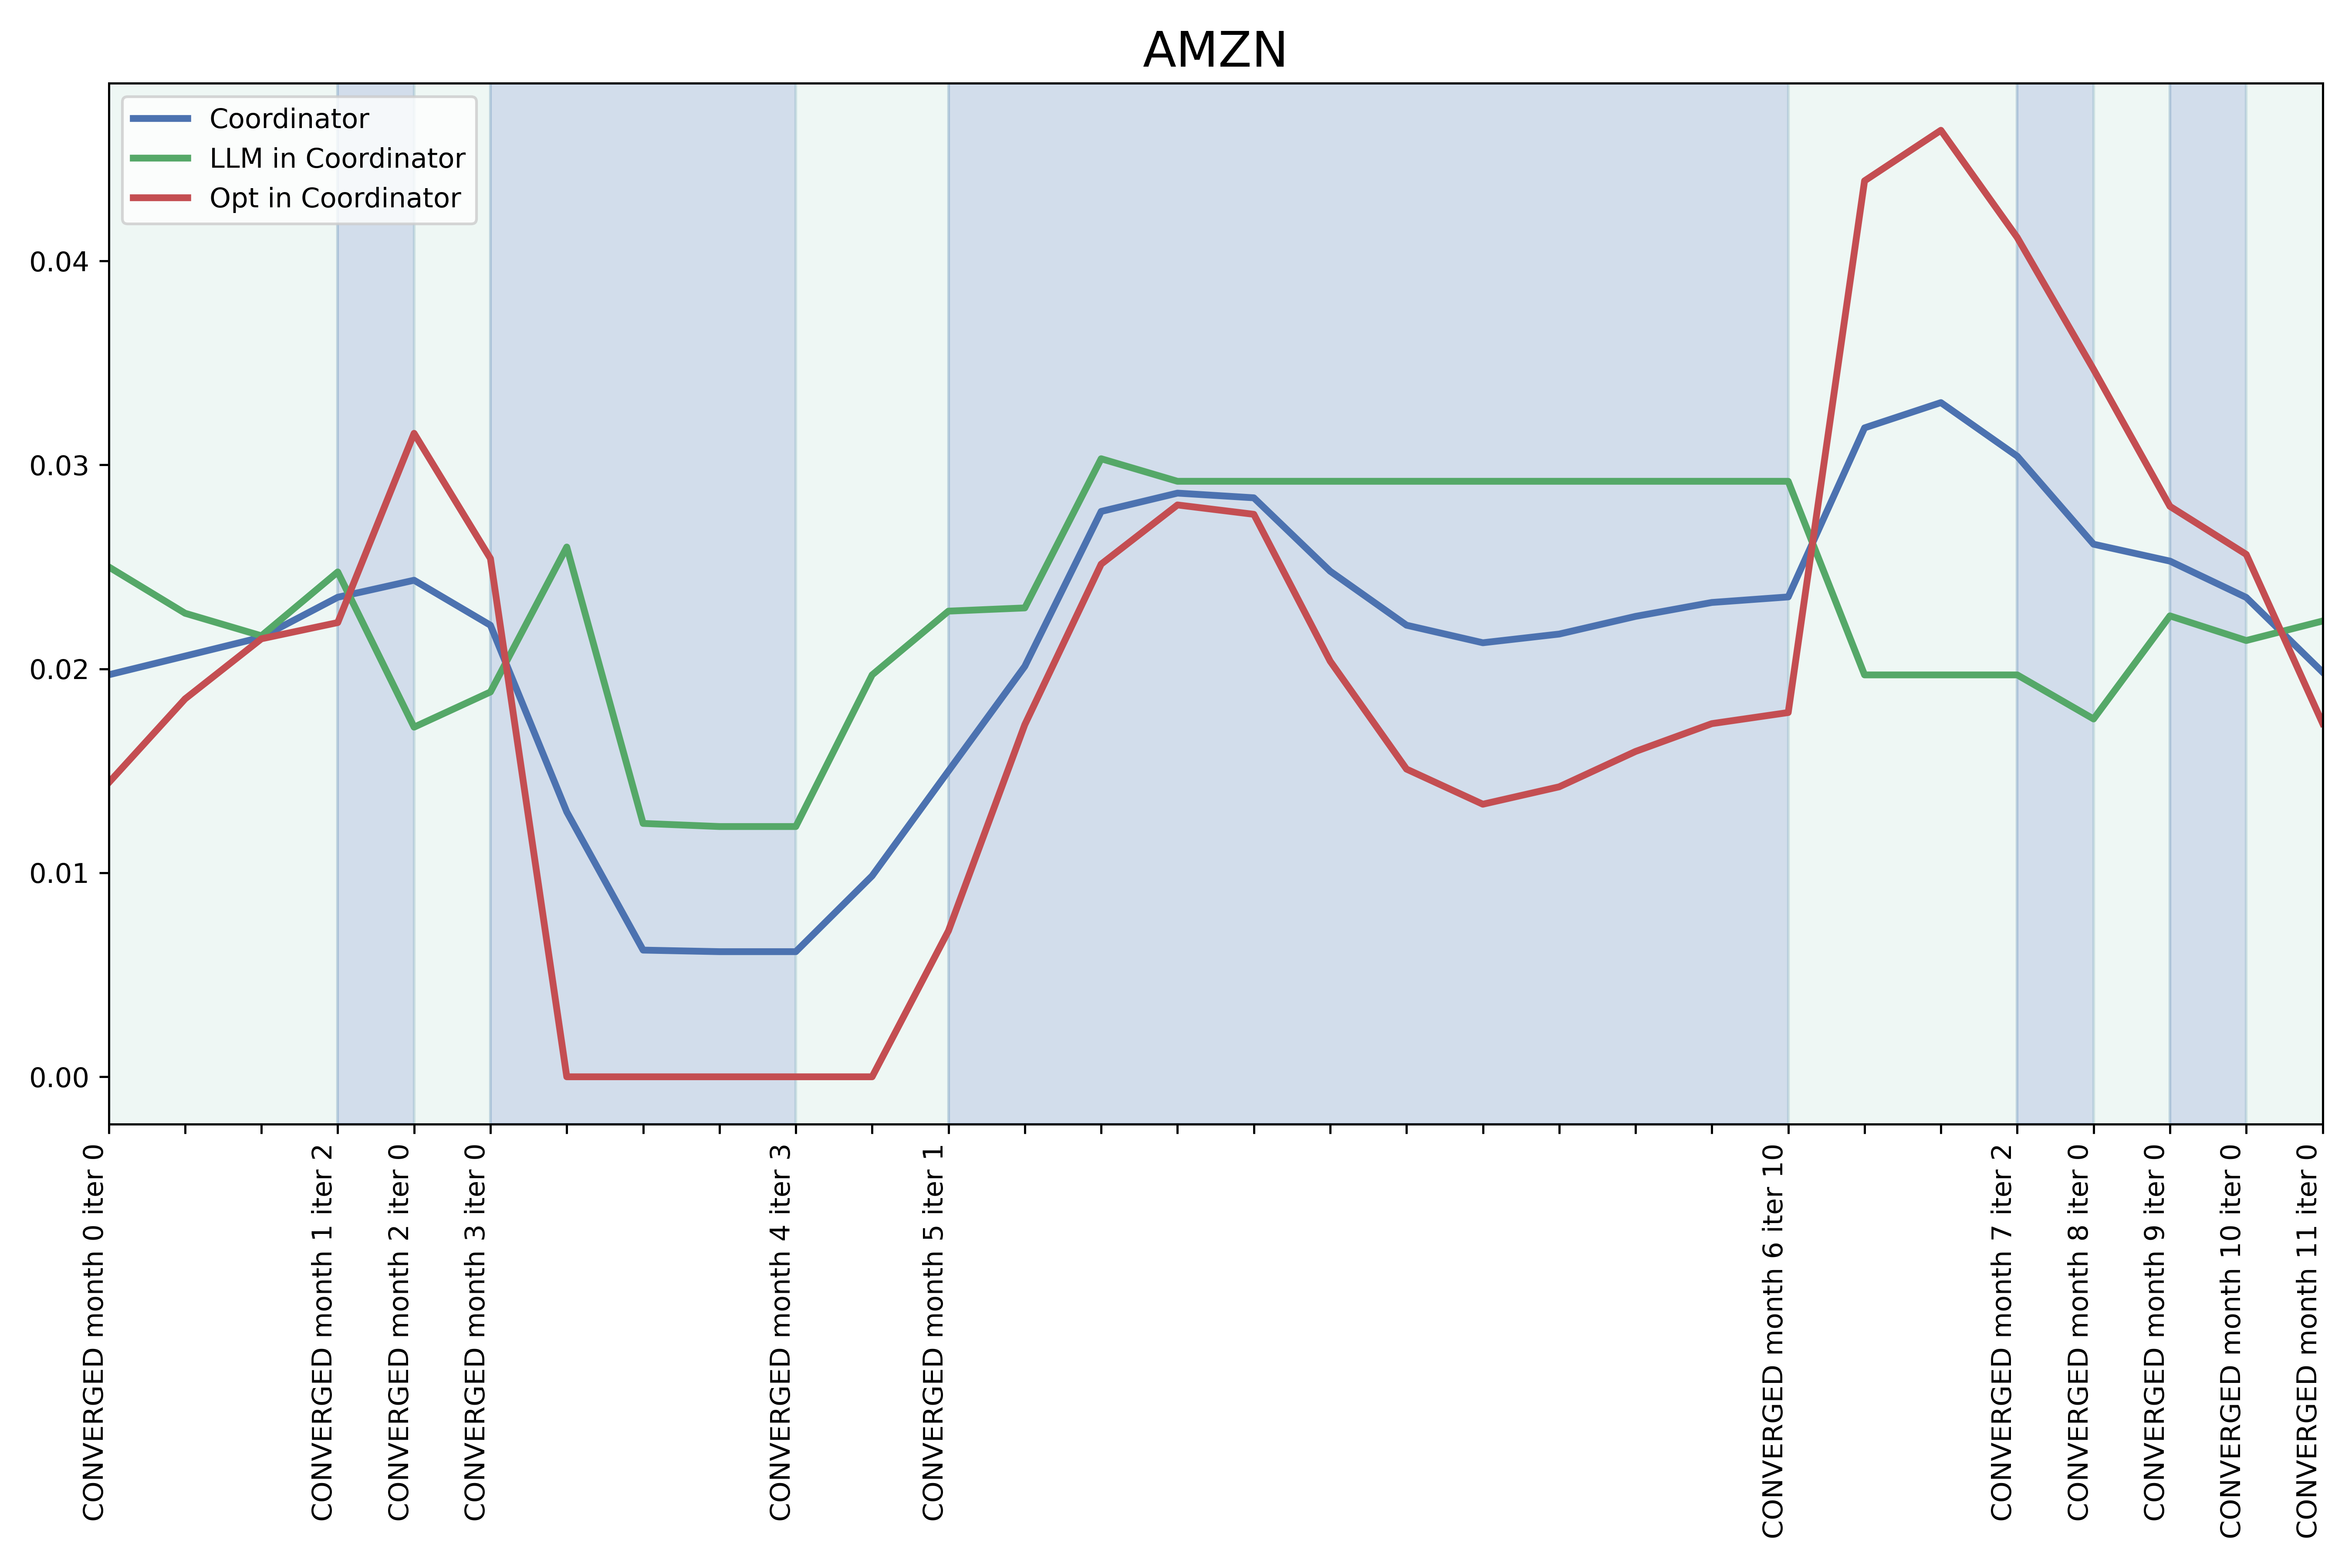 AMZN
Coordinator
LLM in Coordinator
Opt in Coordinator
0.04
0.03
0.02
0.01
0.00
CONVERGED month 0 iter 0
CONVERGED month 1 iter 2
CONVERGED month 2 iter 0
CONVERGED month 3 iter 0
CONVERGED month 4 iter 3
CONVERGED month 5 iter 1
CONVERGED month 6 iter 10
CONVERGED month 7 iter 2
CONVERGED month 8 iter 0
CONVERGED month 9 iter 0
CONVERGED month 10 iter 0
CONVERGED month 11 iter 0